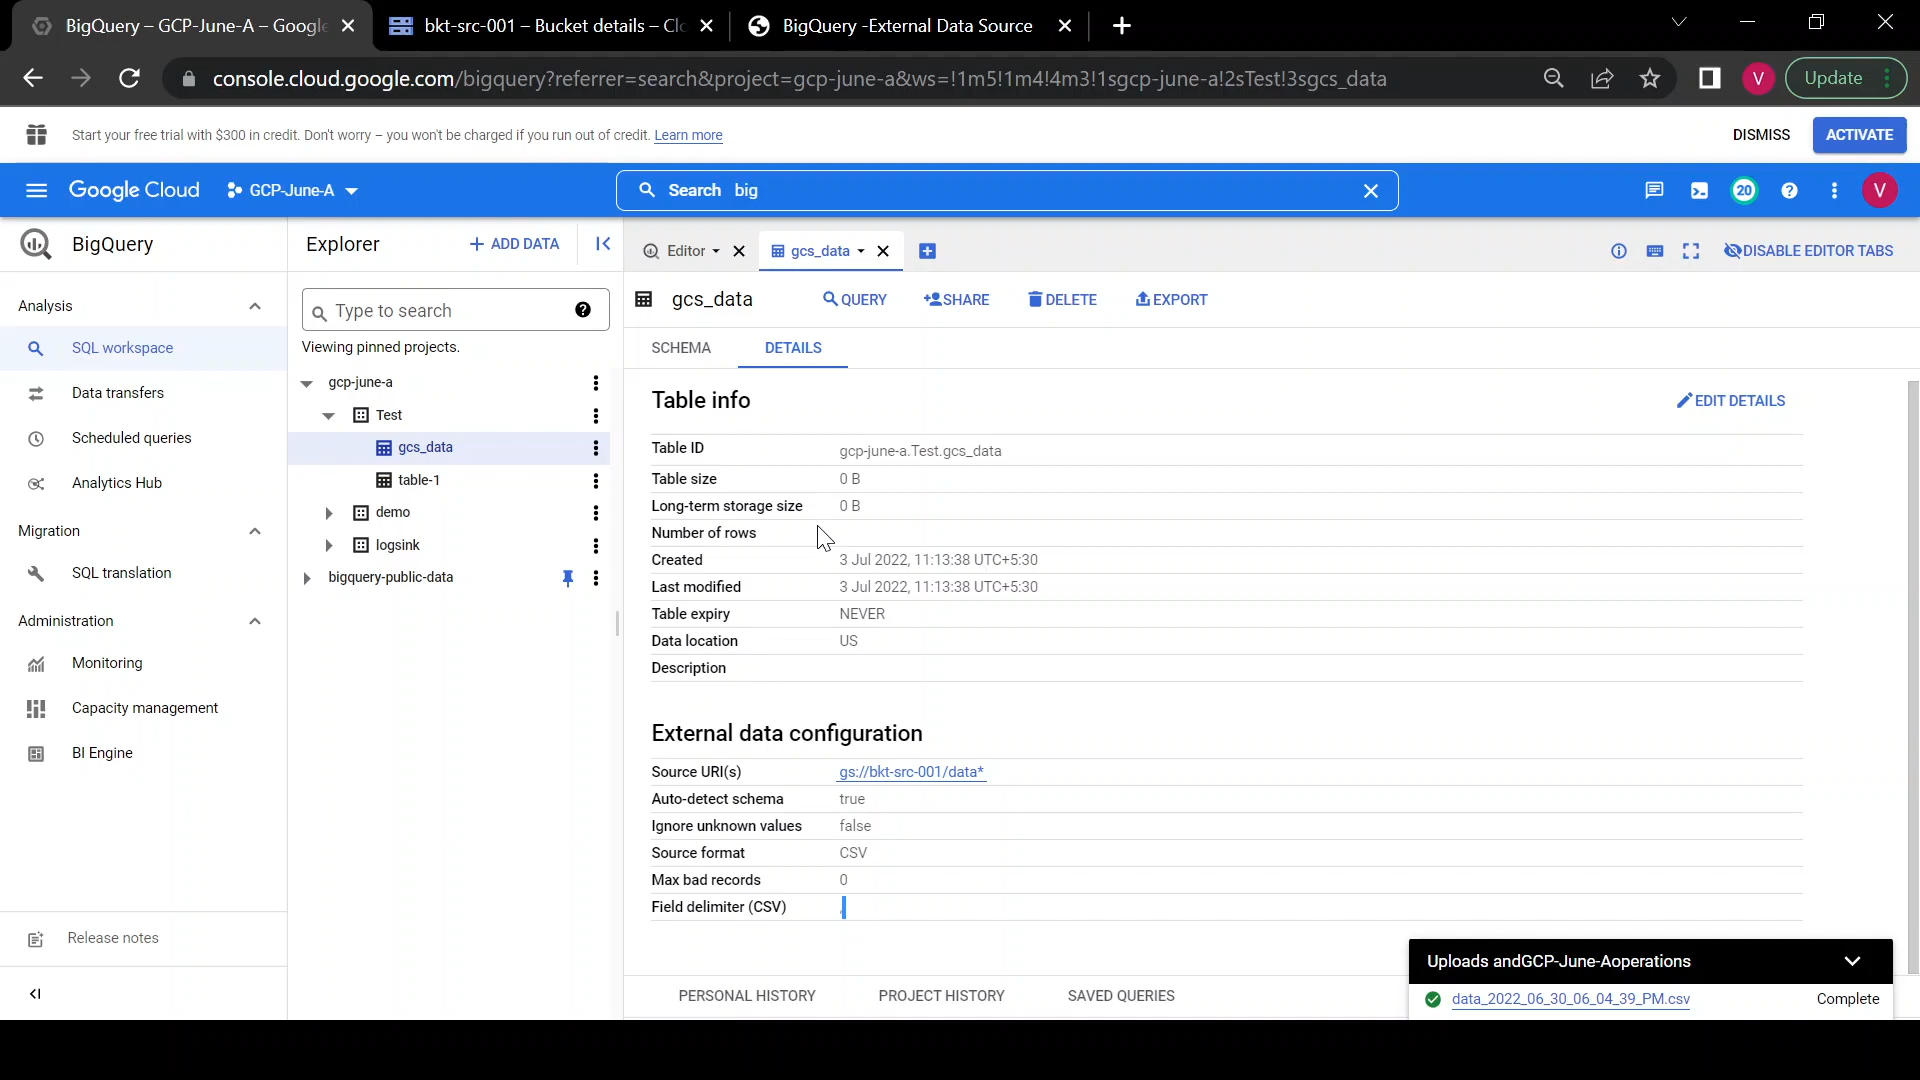 BigQuery – GCP-June-A – Google
bkt-src-001 – Bucket details – Clo
BigQuery -External Data Source
console.cloud.google.com/bigquery?referrer=search&project=gcp-june-a&ws=!1m5!1m4!4m3!1sgcp-june-a!2sTest!3sgcs_data
V
Update
Start your free trial with $300 in credit. Don't worry – you won't be charged if you run out of credit. Learn more
DISMISS
ACTIVATE
Google Cloud
GCP-June-A
Search big
20
V
BigQuery
Analysis
SQL workspace
Data transfers
Scheduled queries
Analytics Hub
Migration
SQL translation
Administration
Monitoring
Capacity management
BI Engine
Release notes
Explorer
+ ADD DATA
Type to search
Viewing pinned projects.
gcp-june-a
Test
gcs_data
table-1
demo
logsink
bigquery-public-data
Editor
gcs_data
DISABLE EDITOR TABS
gcs_data
QUERY
SHARE
DELETE
EXPORT
SCHEMA
DETAILS
Table info
EDIT DETAILS
Table ID gcp-june-a.Test.gcs_data
Table size 0 B
Long-term storage size 0 B
Number of rows
Created 3 Jul 2022, 11:13:38 UTC+5:30
Last modified 3 Jul 2022, 11:13:38 UTC+5:30
Table expiry NEVER
Data location US
Description
External data configuration
Source URI(s) gs://bkt-src-001/data*
Auto-detect schema true
Ignore unknown values false
Source format CSV
Max bad records 0
Field delimiter (CSV)
PERSONAL HISTORY
PROJECT HISTORY
SAVED QUERIES
Uploads andGCP-June-Aoperations
data_2022_06_30_06_04_39_PM.csv
Complete